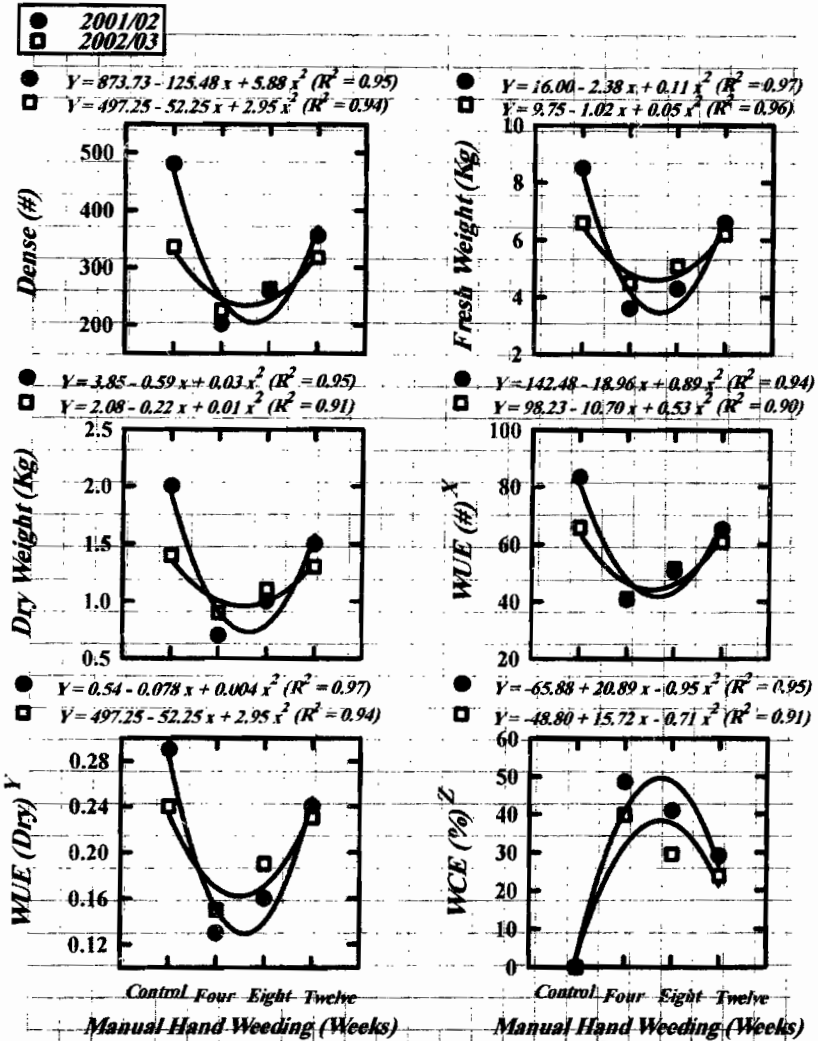 2001/02
2002/03
Y = 873.73 - 125.48 x + 5.88 x² (R² = 0.95)
Y = 497.25 - 52.25 x + 2.95 x² (R² = 0.94)
500
400
300
200
Dense (#)
Y = 16.00 - 2.38 x + 0.11 x² (R² = 0.97)
Y = 9.75 - 1.02 x + 0.05 x² (R² = 0.96)
10
8
6
4
2
Fresh Weight (Kg)
Y = 3.85 - 0.59 x + 0.03 x² (R² = 0.95)
Y = 2.08 - 0.22 x + 0.01 x² (R² = 0.91)
2.5
2.0
1.5
1.0
0.5
Dry Weight (Kg)
Y = 142.48 - 18.96 x + 0.89 x² (R² = 0.94)
Y = 98.23 - 10.70 x + 0.53 x² (R² = 0.90)
100
80
60
40
20
WUE (#)ˣ
Y = 0.54 - 0.078 x + 0.004 x² (R² = 0.97)
Y = 497.25 - 52.25 x + 2.95 x² (R² = 0.94)
0.28
0.24
0.20
0.16
0.12
WUE (Dry)ʸ
Control Four Eight Twelve
Manual Hand Weeding (Weeks)
Y = -65.88 + 20.89 x - 0.95 x² (R² = 0.95)
Y = -48.80 + 15.72 x - 0.71 x² (R² = 0.91)
60
50
40
30
20
10
0
WCE (%)ᶻ
Control Four Eight Twelve
Manual Hand Weeding (Weeks)